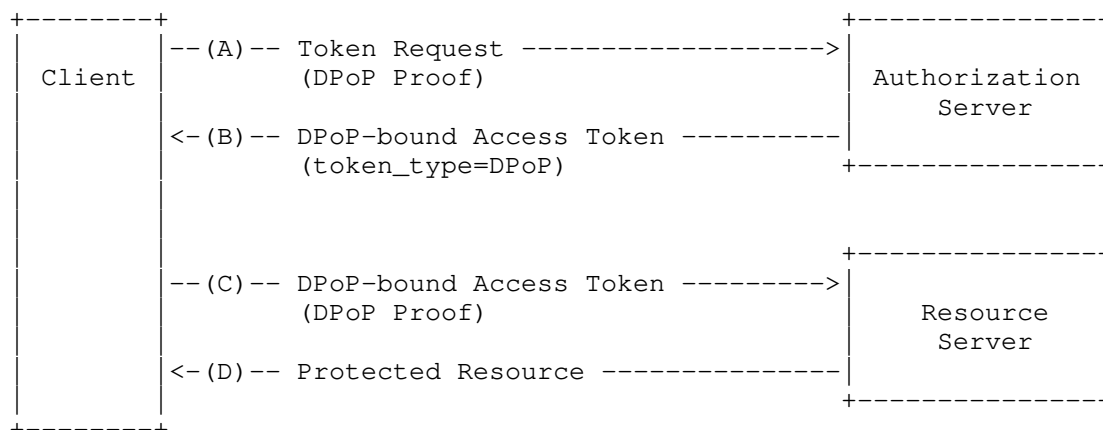 Client
--(A)-- Token Request ------------------->
(DPoP Proof)
Authorization
Server
<-(B)-- DPoP-bound Access Token ----------
(token_type=DPoP)
--(C)-- DPoP-bound Access Token --------->
(DPoP Proof)
Resource
Server
<-(D)-- Protected Resource ---------------